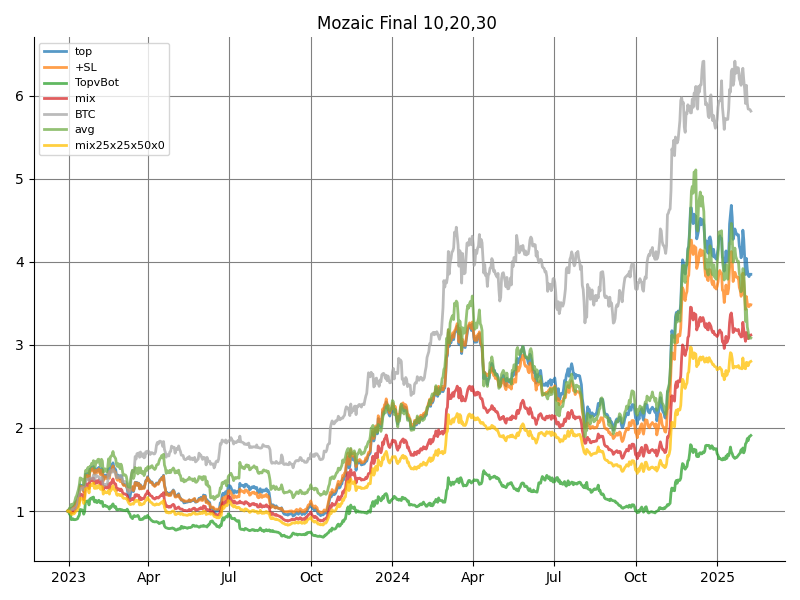 Mozaic Final 10,20,30
top
+SL
TopvBot
mix
BTC
avg
mix25x25x50x0
6
5
4
3
2
1
2023 Apr Jul Oct 2024 Apr Jul Oct 2025